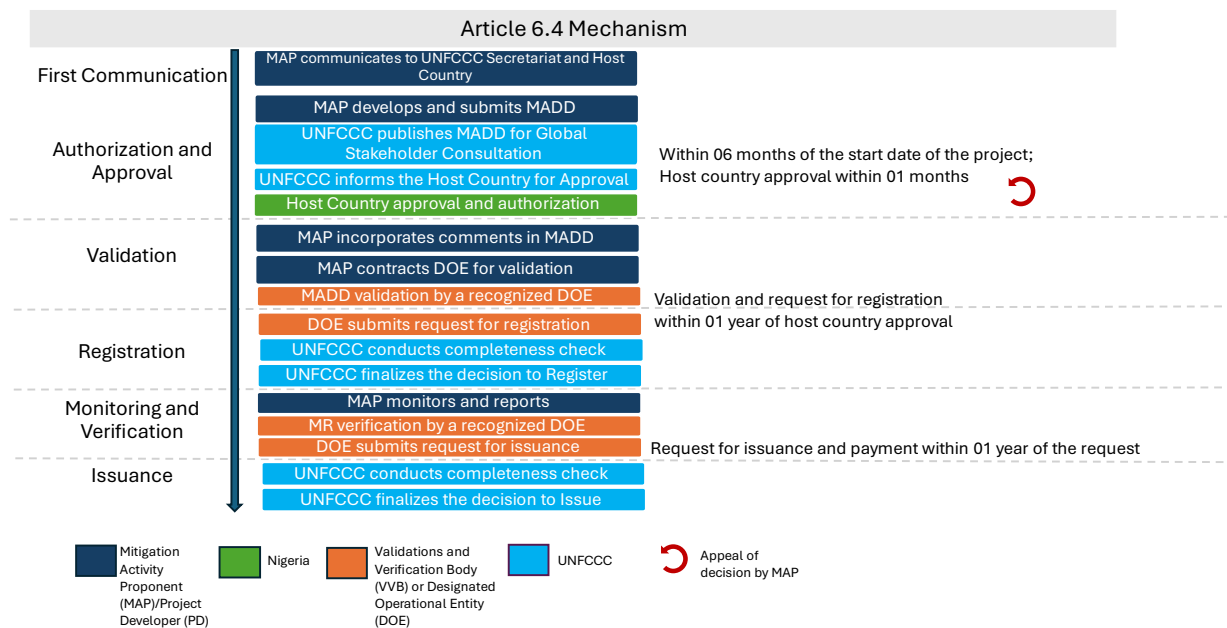 Article 6.4 Mechanism
First Communication
MAP communicates to UNFCCC Secretariat and Host
Country
Authorization and
Approval
MAP develops and submits MADD
UNFCCC publishes MADD for Global
Stakeholder Consultation
UNFCCC informs the Host Country for Approval
Host Country approval and authorization
Within 06 months of the start date of the project;
Host country approval within 01 months
Validation
MAP incorporates comments in MADD
MAP contracts DOE for validation
MADD validation by a recognized DOE
Validation and request for registration
within 01 year of host country approval
Registration
DOE submits request for registration
UNFCCC conducts completeness check
UNFCCC finalizes the decision to Register
Monitoring and
Verification
MAP monitors and reports
MR verification by a recognized DOE
DOE submits request for issuance
Request for issuance and payment within 01 year of the request
Issuance
UNFCCC conducts completeness check
UNFCCC finalizes the decision to Issue
Mitigation
Activity
Proponent
(MAP)/Project
Developer (PD)
Nigeria
Validations and
Verification Body
(VVB) or Designated
Operational Entity
(DOE)
UNFCCC
Appeal of
decision by MAP